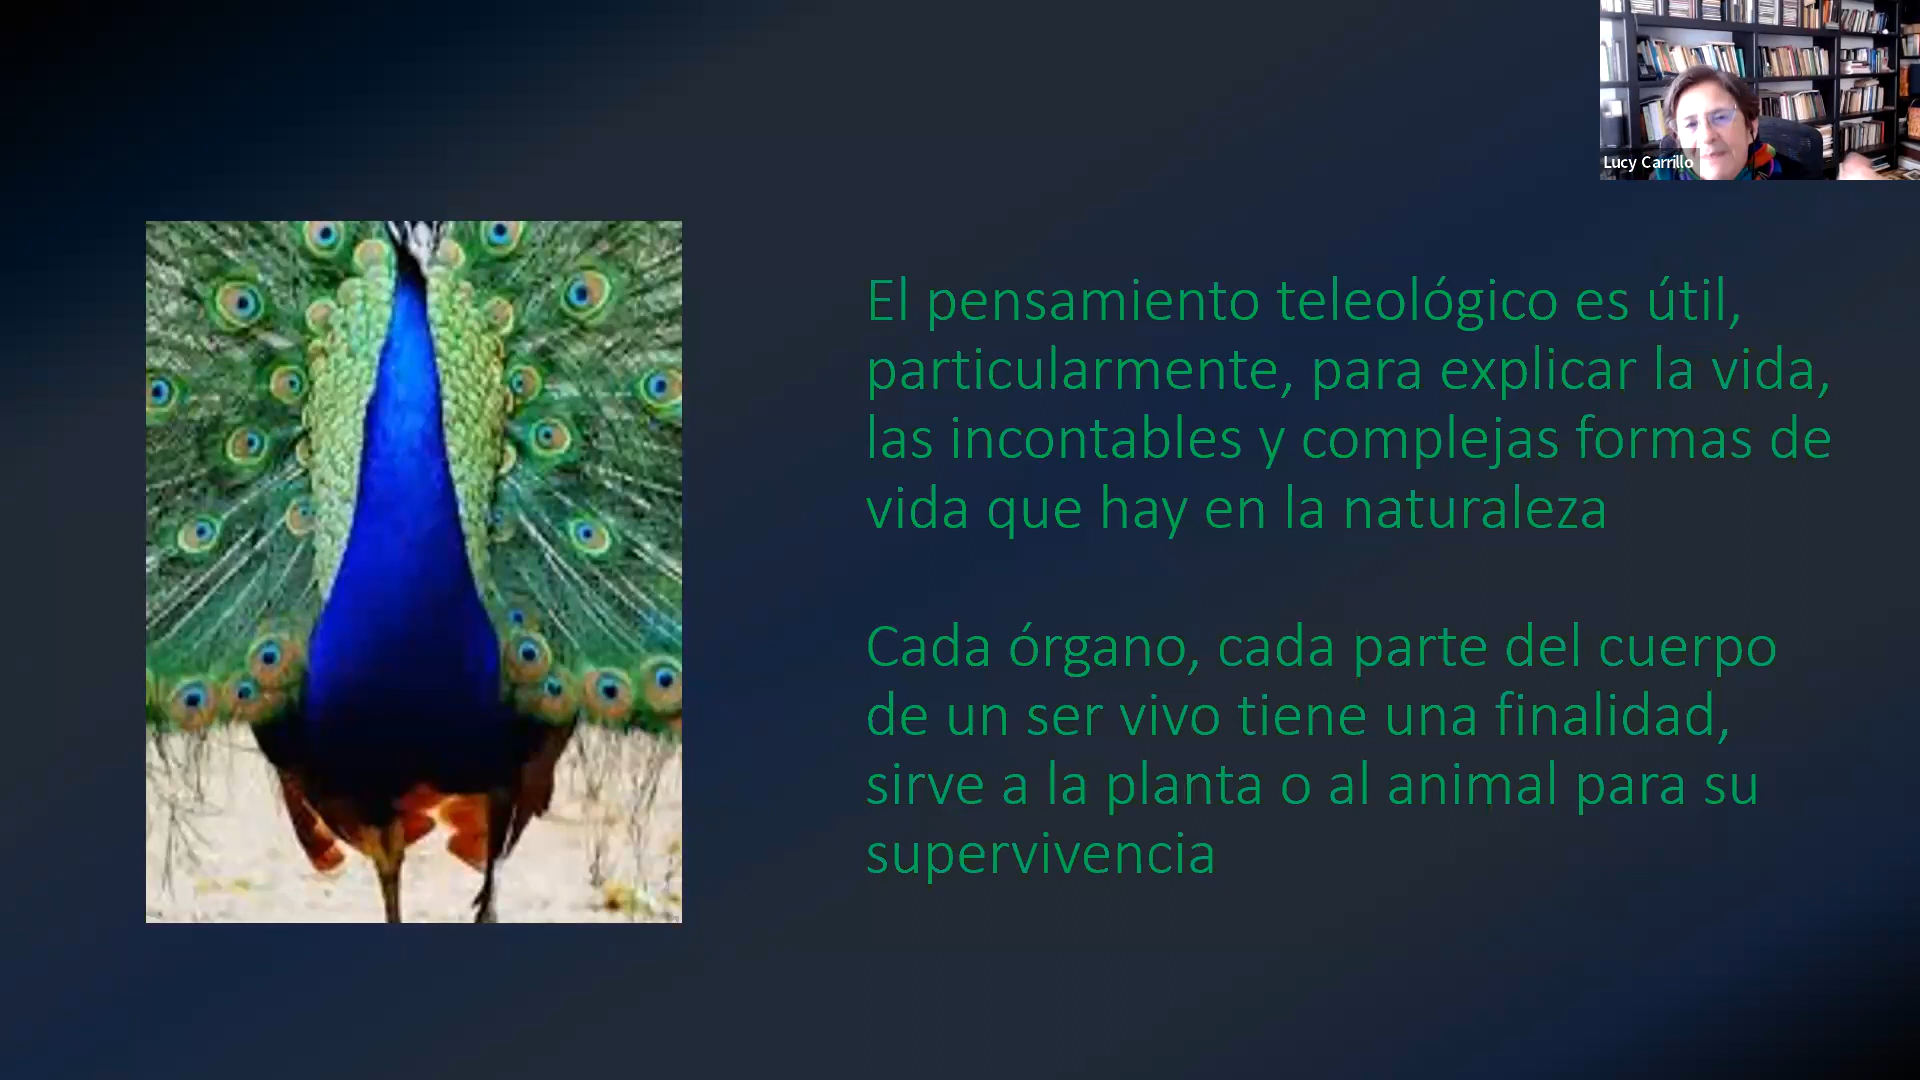 Lucy Carrillo
El pensamiento teleológico es útil,
particularmente, para explicar la vida,
las incontables y complejas formas de
vida que hay en la naturaleza
Cada órgano, cada parte del cuerpo
de un ser vivo tiene una finalidad,
sirve a la planta o al animal para su
supervivencia